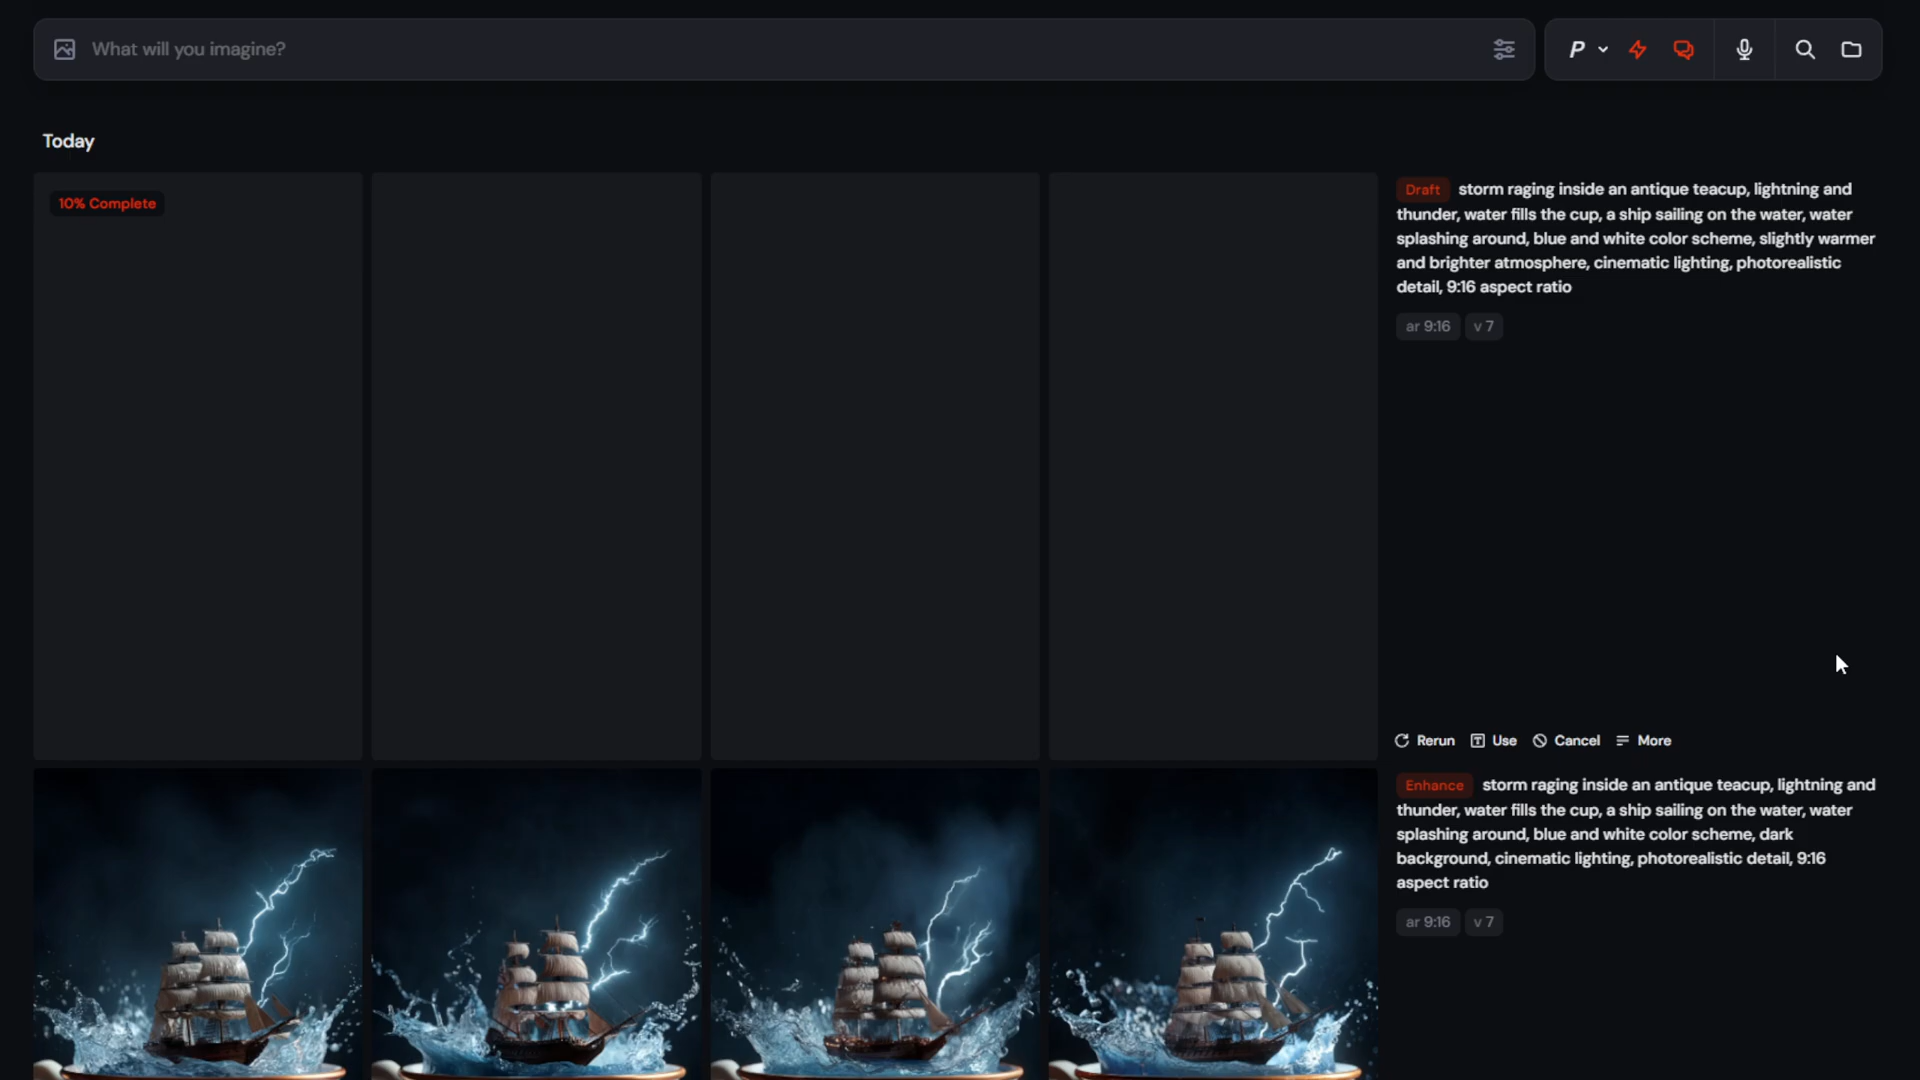 What will you imagine?
P
Today
10% Complete
Draft storm raging inside an antique teacup, lightning and
thunder, water fills the cup, a ship sailing on the water, water
splashing around, blue and white color scheme, slightly warmer
and brighter atmosphere, cinematic lighting, photorealistic
detail, 9:16 aspect ratio
ar 9:16 v 7
Rerun Use Cancel More
Enhance storm raging inside an antique teacup, lightning and
thunder, water fills the cup, a ship sailing on the water, water
splashing around, blue and white color scheme, dark
background, cinematic lighting, photorealistic detail, 9:16
aspect ratio
ar 9:16 v 7